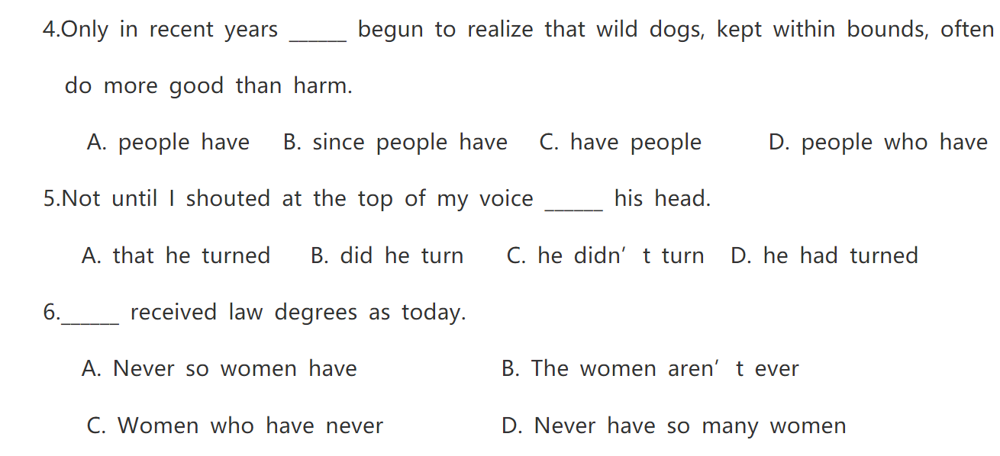 4.Only in recent years ______ begun to realize that wild dogs, kept within bounds, often
do more good than harm.
A. people have B. since people have C. have people D. people who have
5.Not until I shouted at the top of my voice ______ his head.
A. that he turned B. did he turn C. he didn' t turn D. he had turned
6.______ received law degrees as today.
A. Never so women have B. The women aren' t ever
C. Women who have never D. Never have so many women